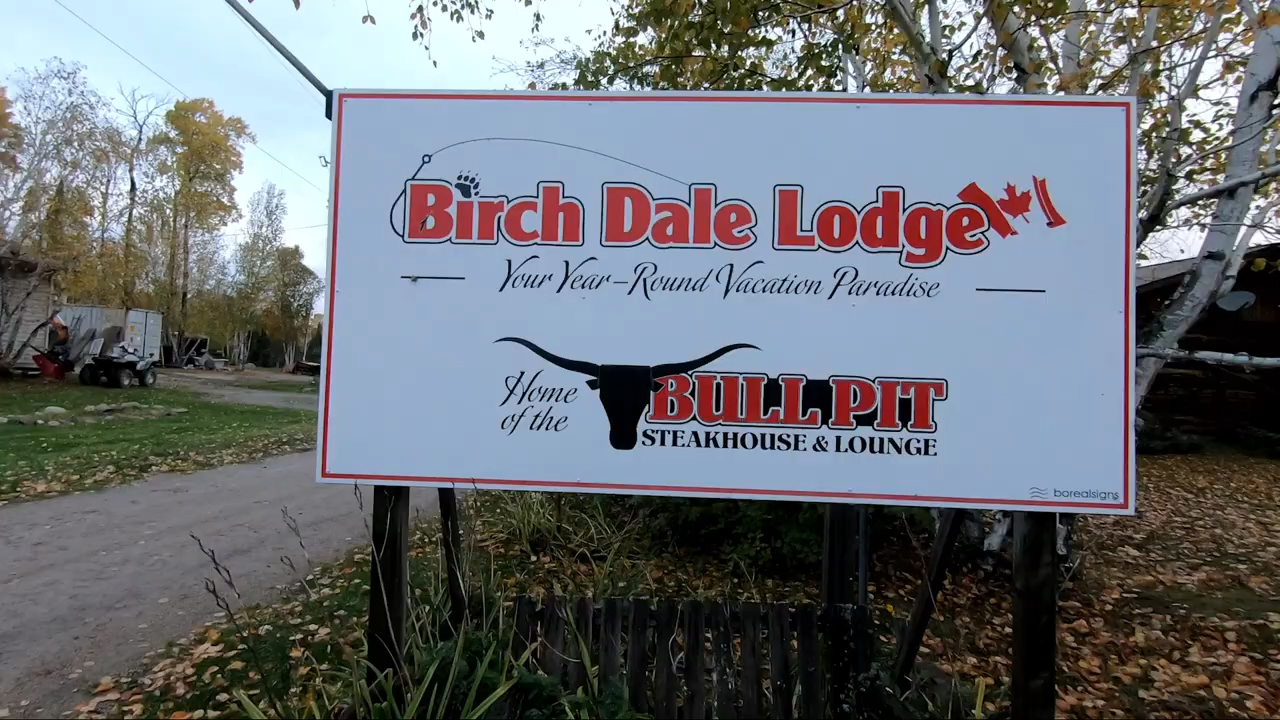 Birch Dale Lodge
Your Year-Round Vacation Paradise
Home
of the
BULL PIT
STEAKHOUSE & LOUNGE
borealsigns